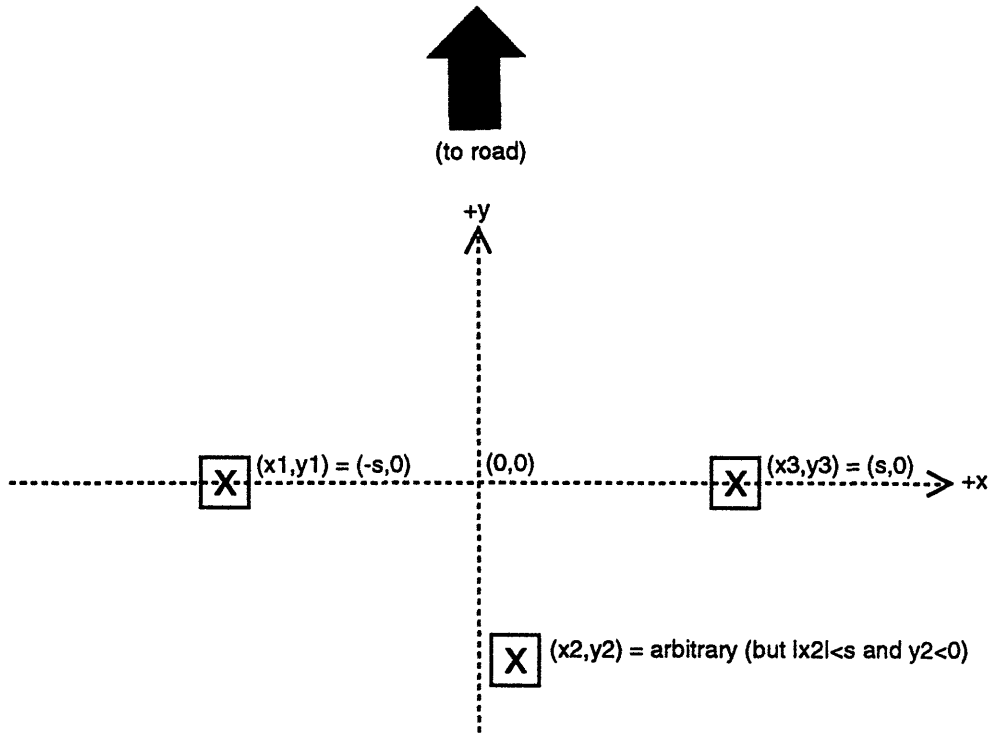 (to road)
+y
X (x1,y1) = (-s,0)
(0,0)
X (x3,y3) = (s,0)
+x
X (x2,y2) = arbitrary (but |x2|<s and y2<0)